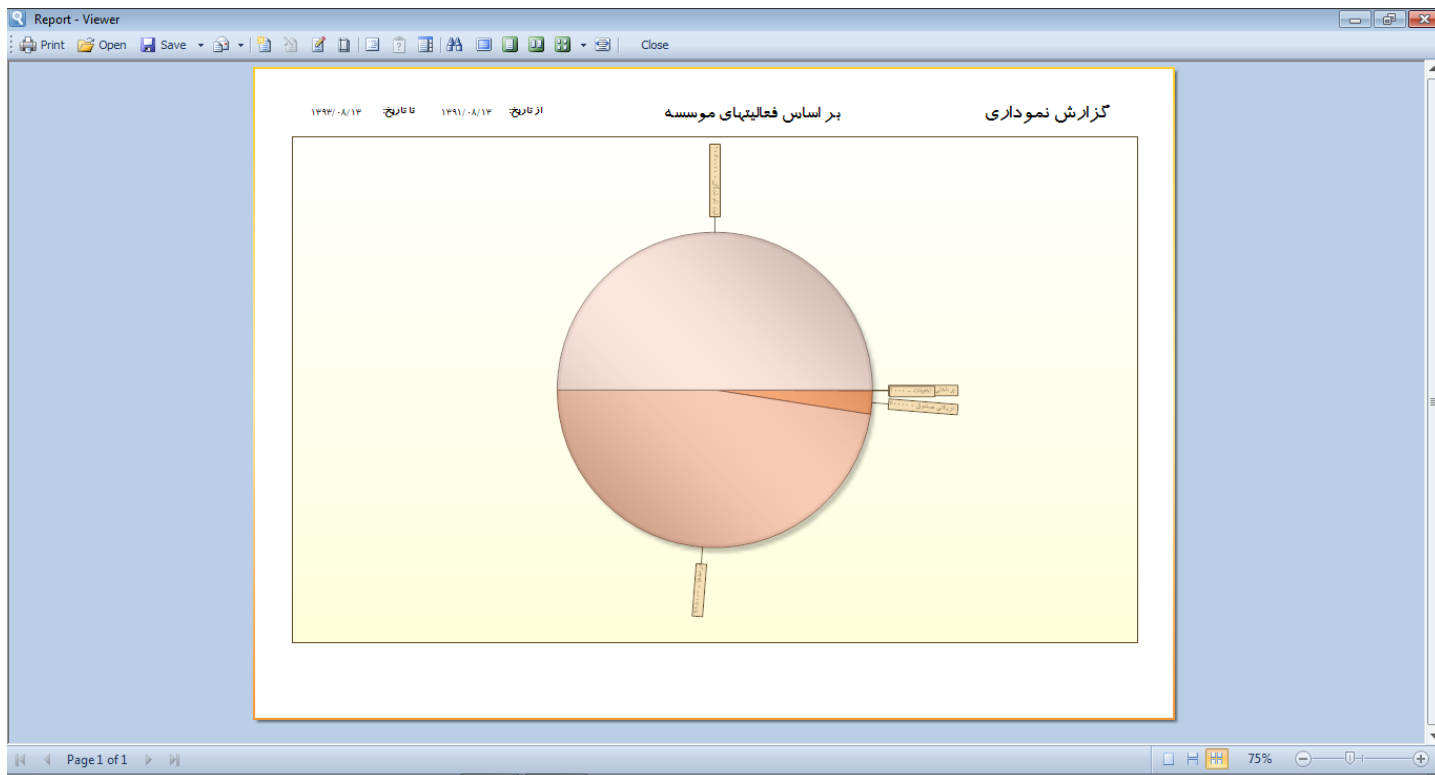 Report - Viewer
Print Open Save Close
گزارش نموداری
بر اساس فعالیتهای موسسه
از تاریخ: ۱۳۹۱/۰۸/۱۳ تا تاریخ: ۱۳۹۳/۰۸/۱۳
Page 1 of 1
75%